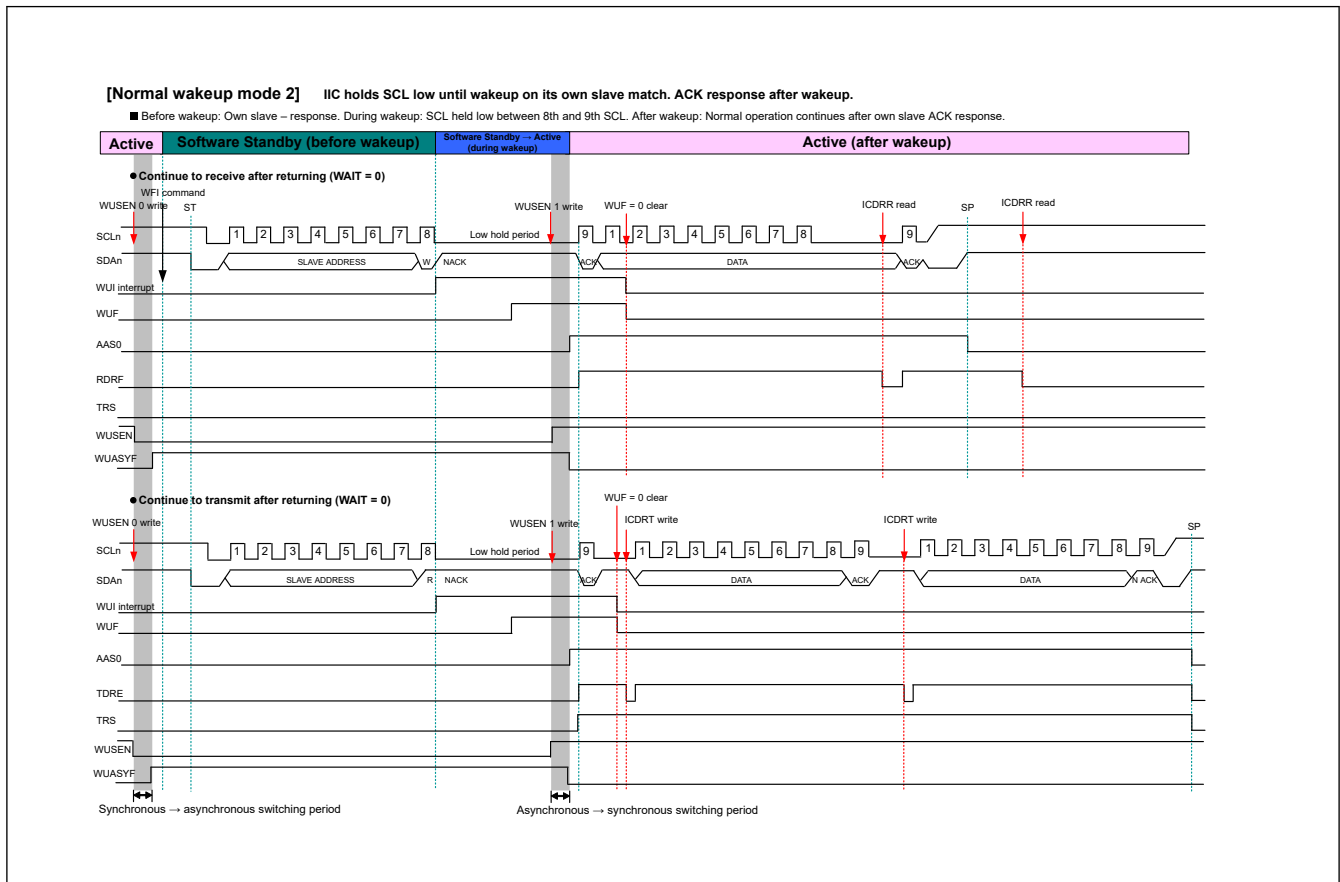 [Normal wakeup mode 2] IIC holds SCL low until wakeup on its own slave match. ACK response after wakeup.
■ Before wakeup: Own slave – response. During wakeup: SCL held low between 8th and 9th SCL. After wakeup: Normal operation continues after own slave ACK response.
Active
Software Standby (before wakeup)
Software Standby → Active
(during wakeup)
Active (after wakeup)
● Continue to receive after returning (WAIT = 0)
WFI command
WUSEN 0 write ST WUSEN 1 write WUF = 0 clear ICDRR read SP ICDRR read
SCLn 1 2 3 4 5 6 7 8 Low hold period 9 1 2 3 4 5 6 7 8 9
SDAn SLAVE ADDRESS W NACK ACK DATA ACK
WUI interrupt
WUF
AAS0
RDRF
TRS
WUSEN
WUASYF
● Continue to transmit after returning (WAIT = 0)
WUF = 0 clear
WUSEN 0 write WUSEN 1 write ICDRT write ICDRT write SP
SCLn 1 2 3 4 5 6 7 8 Low hold period 9 1 2 3 4 5 6 7 8 9 1 2 3 4 5 6 7 8 9
SDAn SLAVE ADDRESS R NACK ACK DATA ACK DATA N ACK
WUI interrupt
WUF
AAS0
TDRE
TRS
WUSEN
WUASYF
Synchronous → asynchronous switching period
Asynchronous → synchronous switching period